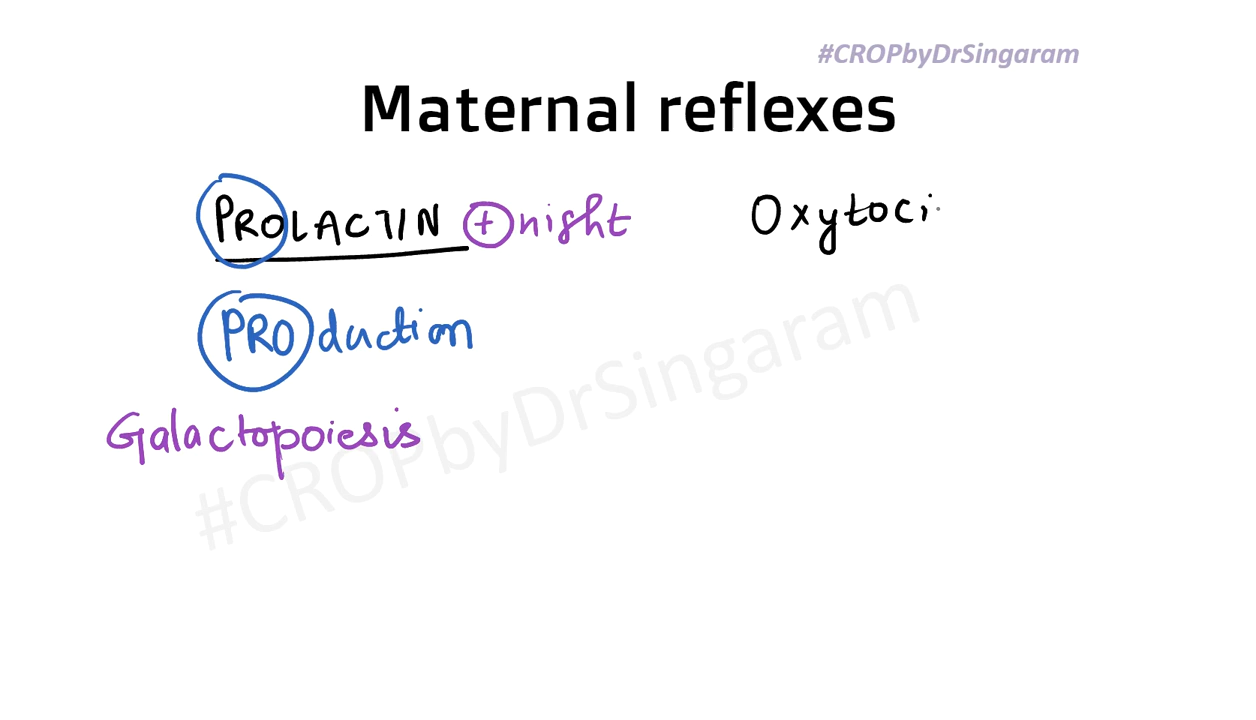 #CROPbyDrSingaram
Maternal reflexes
PROLACTIN + night
Oxytoci
PROduction
Galactopoiesis
#CROPbyDrSingaram